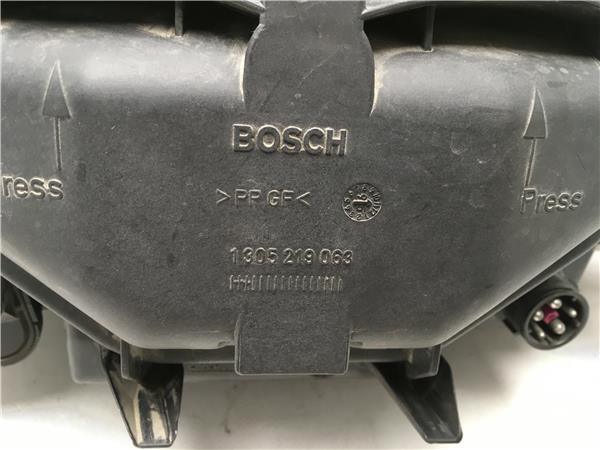 BOSCH
ress
>PP GF<
Press
1 305 219 063